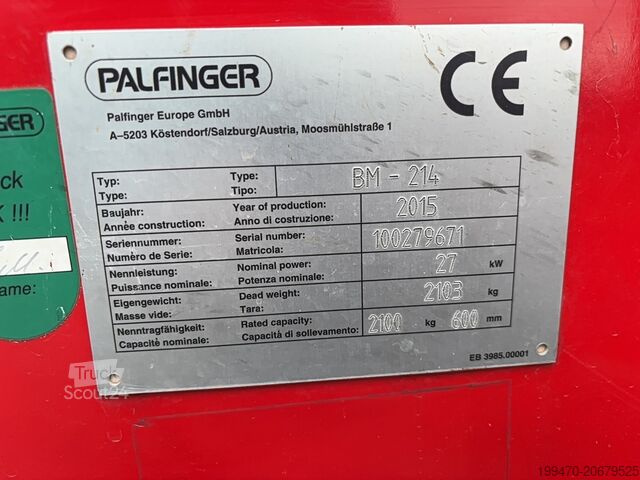 PALFINGER
CE
Palfinger Europe GmbH
A–5203 Köstendorf/Salzburg/Austria, Moosmühlstraße 1
Typ: Type: BM - 214
Type: Tipo:
Baujahr: Year of production: 2015
Année construction: Anno di costruzione:
Seriennummer: Serial number: 100279671
Numéro de Serie: Matricola:
Nennleistung: Nominal power: 27 kW
Puissance nominale: Potenza nominale:
Eigengewicht: Dead weight: 2103 kg
Masse vide: Tara:
Nenntragfähigkeit: Rated capacity: 2100 kg 600 mm
Capacité nominale: Capacità di sollevamento:
EB 3985.00001
GER
!!!
ame:
Truck
Scout24
199470-20679525